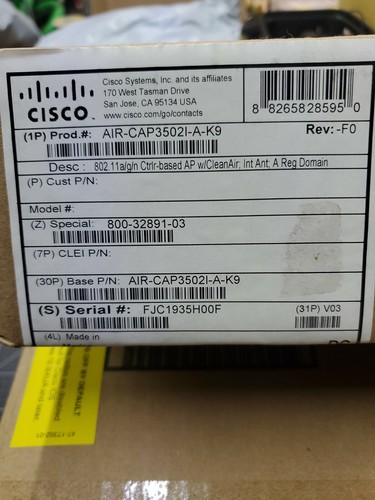 CISCO
Cisco Systems, Inc. and its affiliates
170 West Tasman Drive
San Jose, CA 95134 USA
www.cisco.com/go/contacts
8 82658 28595 0
(1P) Prod.#: AIR-CAP3502I-A-K9 Rev.: -F0
Desc : 802.11a/g/n Ctrlr-based AP w/CleanAir; Int Ant; A Reg Domain
(P) Cust P/N:
Model #:
(Z) Special: 800-32891-03
(7P) CLEI P/N:
(30P) Base P/N: AIR-CAP3502I-A-K9
(S) Serial #: FJC1935H00F (31P) V03
(4L) Made in
OFF BY DEFAULT